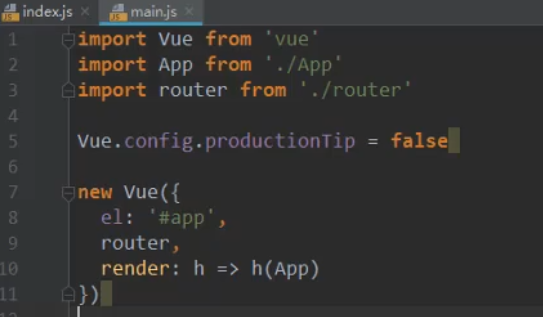 index.js main.js
1 import Vue from 'vue'
2 import App from './App'
3 import router from './router'
4
5 Vue.config.productionTip = false
6
7 new Vue({
8 el: '#app',
9 router,
10 render: h => h(App)
11 })